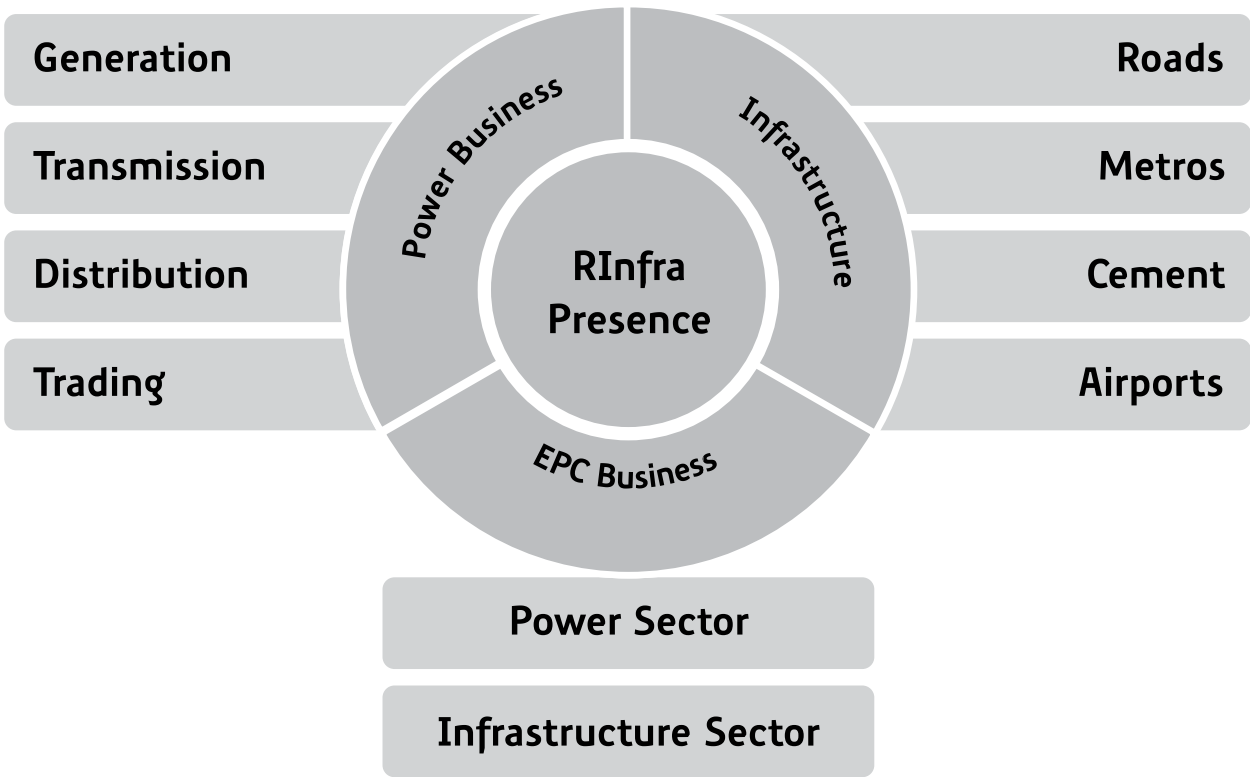 Generation
Transmission
Distribution
Trading
Power Business
Infrastructure
RInfra
Presence
EPC Business
Roads
Metros
Cement
Airports
Power Sector
Infrastructure Sector